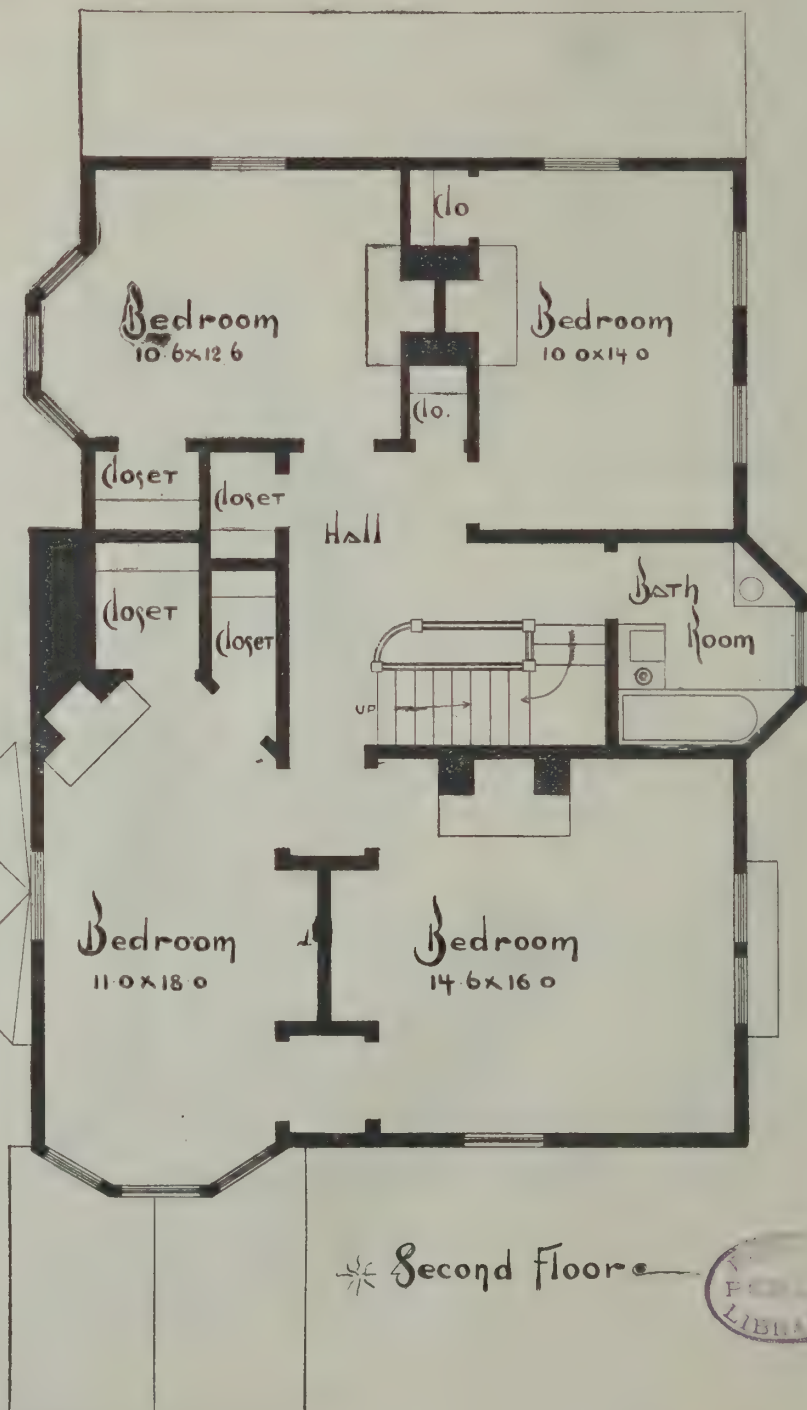 Clo
Bedroom
10.6x12 6
Bedroom
10 0x14 0
Clo.
Closet
Closet
Hall
Closet
Closet
Bath
Room
UP
Bedroom
11.0x18.0
Bedroom
14.6x16 0
Second Floor